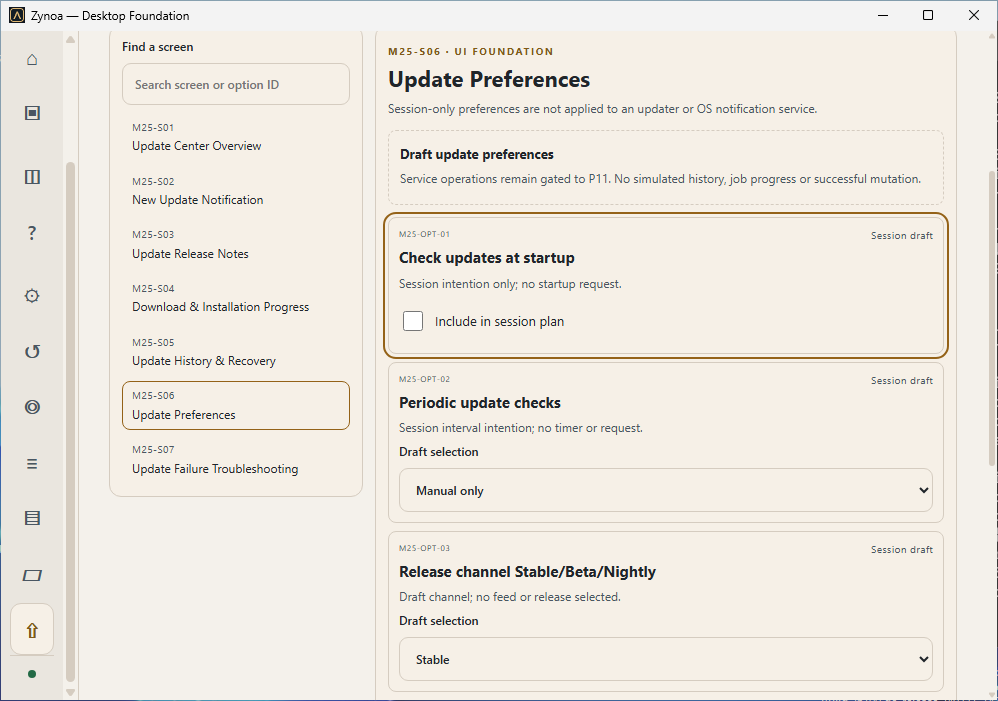 Zynoa — Desktop Foundation
Find a screen
Search screen or option ID
M25-S01
Update Center Overview
M25-S02
New Update Notification
M25-S03
Update Release Notes
M25-S04
Download & Installation Progress
M25-S05
Update History & Recovery
M25-S06
Update Preferences
M25-S07
Update Failure Troubleshooting
M25-S06 · UI FOUNDATION
Update Preferences
Session-only preferences are not applied to an updater or OS notification service.
Draft update preferences
Service operations remain gated to P11. No simulated history, job progress or successful mutation.
M25-OPT-01
Session draft
Check updates at startup
Session intention only; no startup request.
Include in session plan
M25-OPT-02
Session draft
Periodic update checks
Session interval intention; no timer or request.
Draft selection
Manual only
M25-OPT-03
Session draft
Release channel Stable/Beta/Nightly
Draft channel; no feed or release selected.
Draft selection
Stable